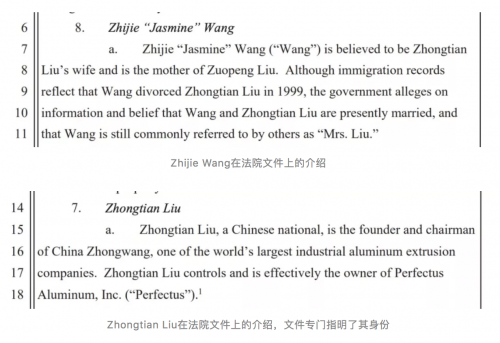 6 8. Zhijie “Jasmine” Wang
7 a. Zhijie “Jasmine” Wang (“Wang”) is believed to be Zhongtian
8 Liu’s wife and is the mother of Zuopeng Liu. Although immigration records
9 reflect that Wang divorced Zhongtian Liu in 1999, the government alleges on
10 information and belief that Wang and Zhongtian Liu are presently married, and
11 that Wang is still commonly referred to by others as “Mrs. Liu.”
Zhijie Wang在法院文件上的介绍
14 7. Zhongtian Liu
15 a. Zhongtian Liu, a Chinese national, is the founder and chairman
16 of China Zhongwang, one of the world’s largest industrial aluminum extrusion
17 companies. Zhongtian Liu controls and is effectively the owner of Perfectus
18 Aluminum, Inc. (“Perfectus”).1
Zhongtian Liu在法院文件上的介绍，文件专门指明了其身份